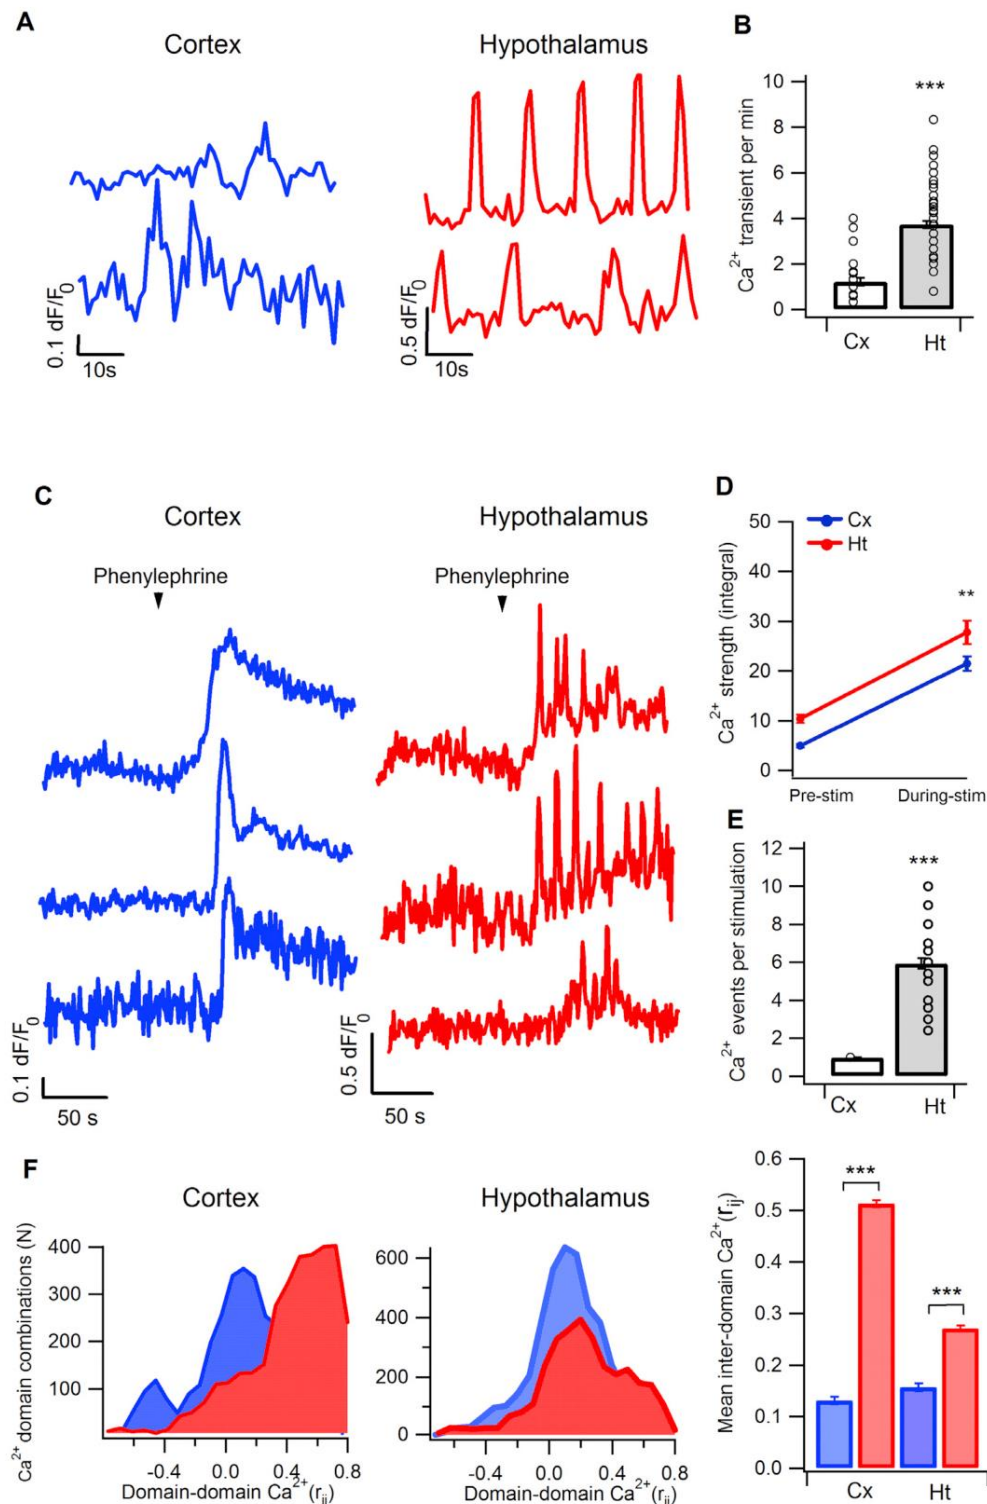 A
Cortex
Hypothalamus
0.1 dF/F0
10s
0.5 dF/F0
10s
B
Ca2+ transient per min
10
8
6
4
2
0
***
Cx
Ht
C
Cortex
Hypothalamus
Phenylephrine
Phenylephrine
0.1 dF/F0
50 s
0.5 dF/F0
50 s
D
Ca2+ strength (integral)
50
40
30
20
10
0
Cx
Ht
**
Pre-stim
During-stim
E
Ca2+ events per stimulation
12
10
8
6
4
2
0
***
Cx
Ht
F
Cortex
Ca2+ domain combinations (N)
400
300
200
100
-0.4
0.0
0.4
0.8
Domain-domain Ca2+(rij)
Hypothalamus
600
400
200
0
-0.4
0.0
0.4
0.8
Domain-domain Ca2+(rij)
Mean inter-domain Ca2+(rij)
0.6
0.5
0.4
0.3
0.2
0.1
0.0
***
***
Cx
Ht